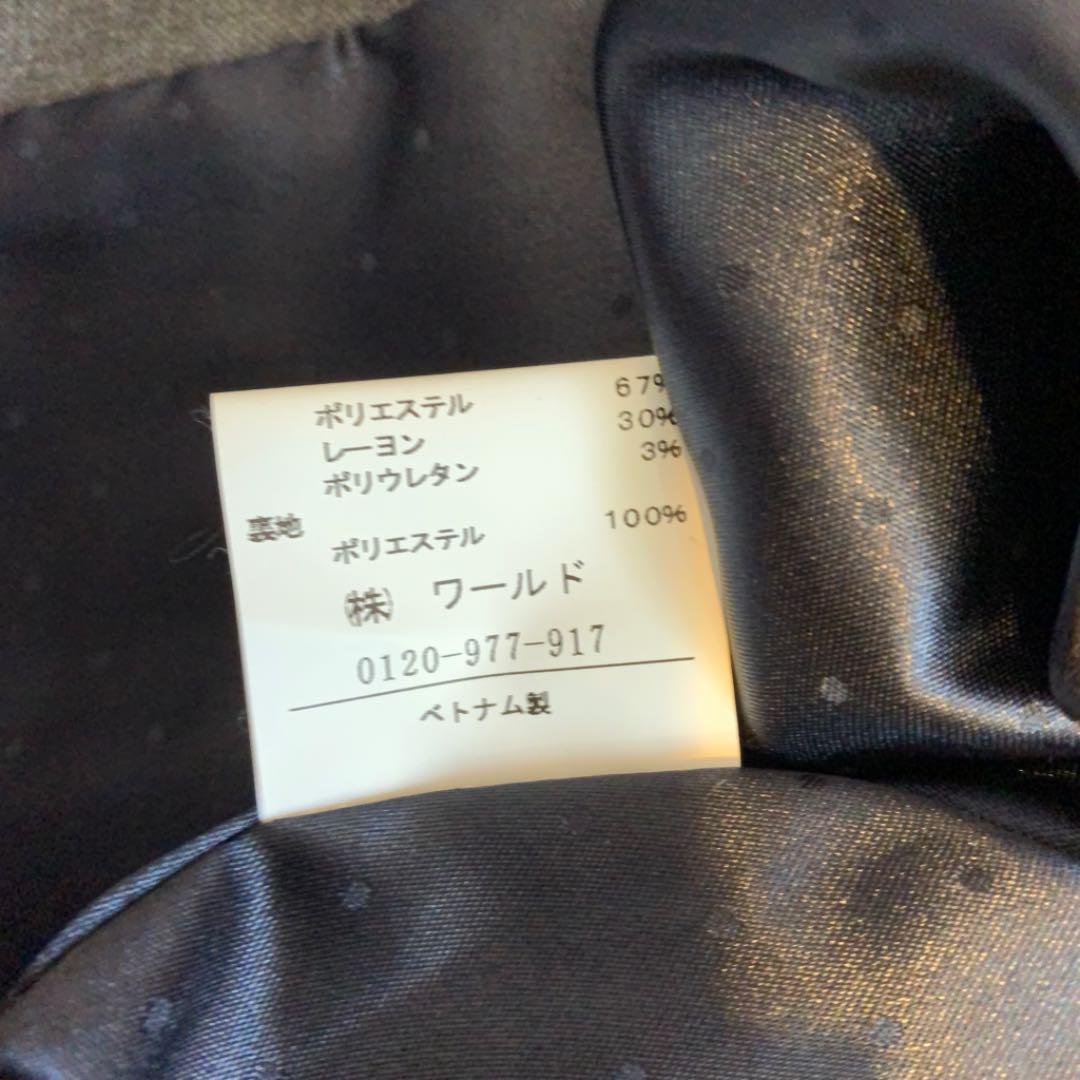 ポリエステル 67%
レーヨン 30%
ポリウレタン 3%
裏地
ポリエステル 100%
㈱ ワールド
0120-977-917
ベトナム製